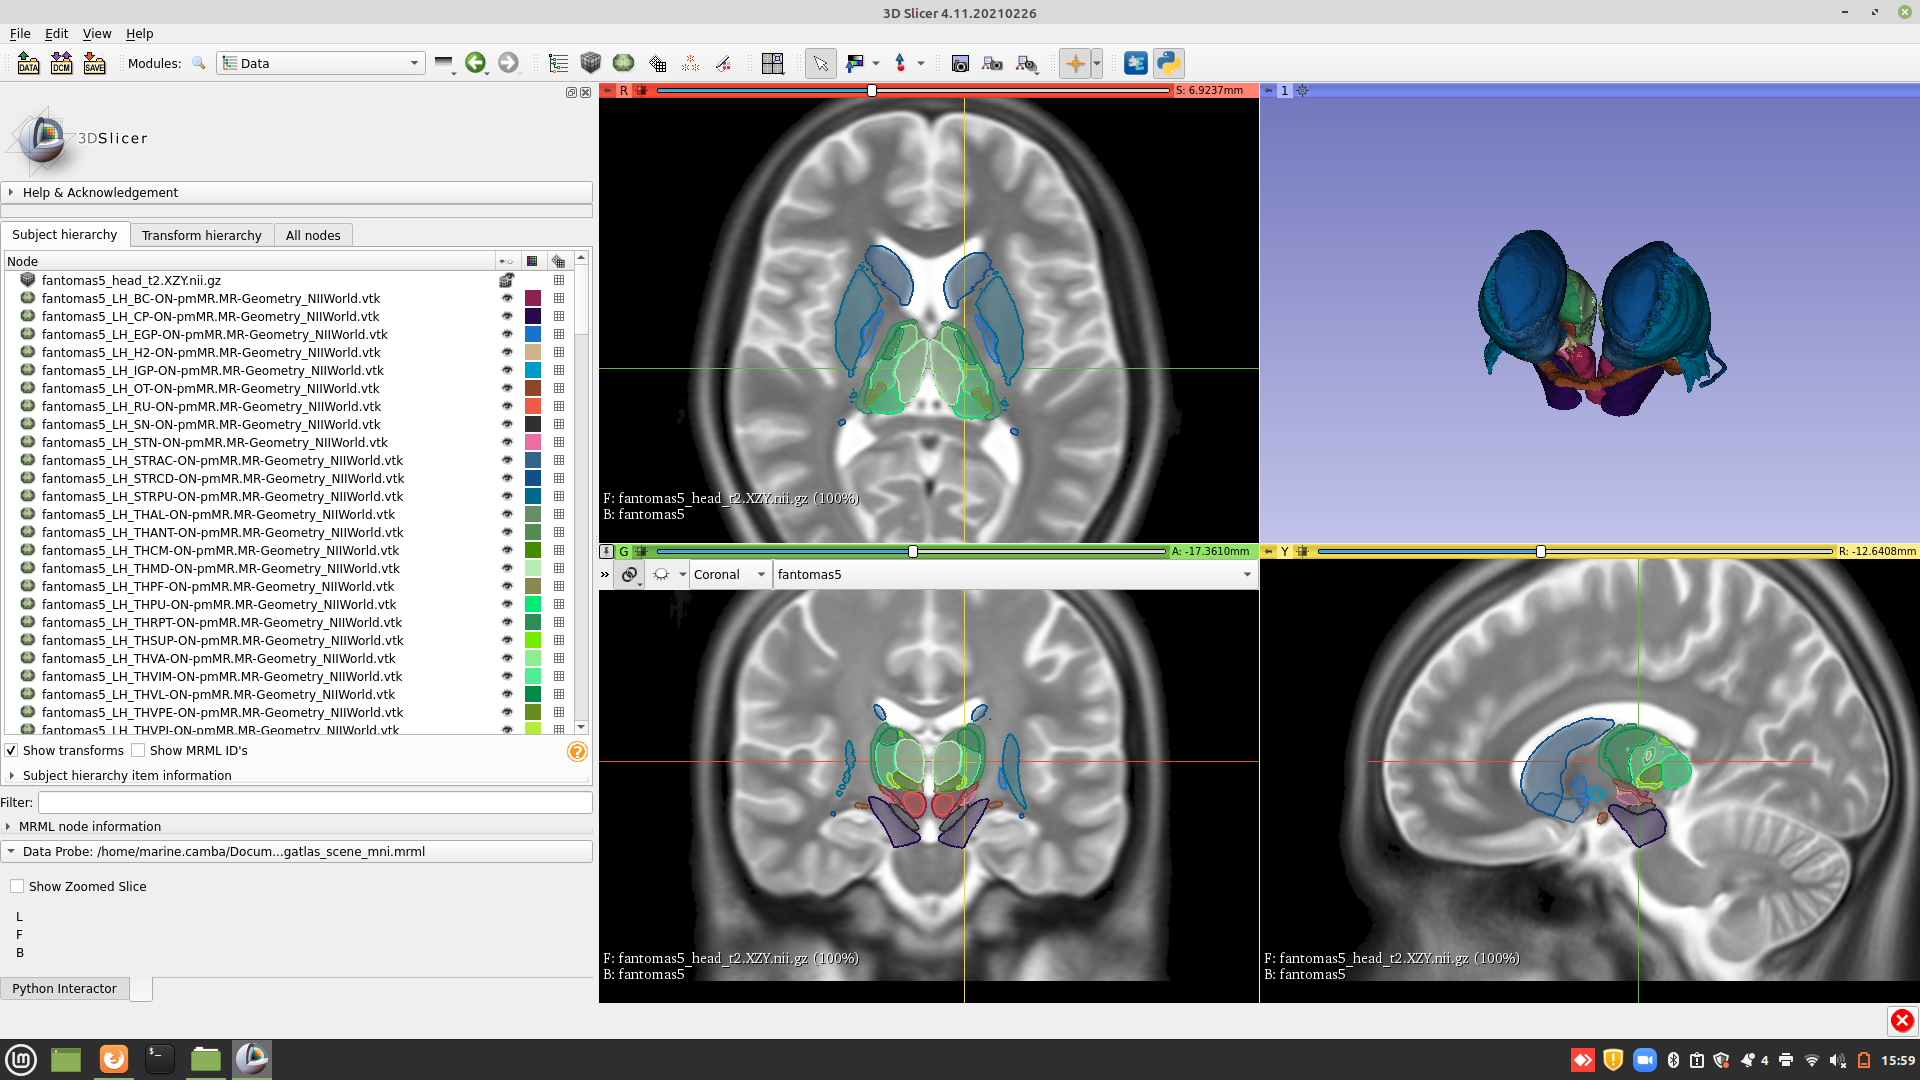 3D Slicer 4.11.20210226
File Edit View Help
DATA DCM SAVE Modules: Data
R S: 6.9237mm
1
3DSlicer
Help & Acknowledgement
Subject hierarchy Transform hierarchy All nodes
Node
fantomas5_head_t2.XZY.nii.gz
fantomas5_LH_BC-ON-pmMR.MR-Geometry_NIIWorld.vtk
fantomas5_LH_CP-ON-pmMR.MR-Geometry_NIIWorld.vtk
fantomas5_LH_EGP-ON-pmMR.MR-Geometry_NIIWorld.vtk
fantomas5_LH_H2-ON-pmMR.MR-Geometry_NIIWorld.vtk
fantomas5_LH_IGP-ON-pmMR.MR-Geometry_NIIWorld.vtk
fantomas5_LH_OT-ON-pmMR.MR-Geometry_NIIWorld.vtk
fantomas5_LH_RU-ON-pmMR.MR-Geometry_NIIWorld.vtk
fantomas5_LH_SN-ON-pmMR.MR-Geometry_NIIWorld.vtk
fantomas5_LH_STN-ON-pmMR.MR-Geometry_NIIWorld.vtk
fantomas5_LH_STRAC-ON-pmMR.MR-Geometry_NIIWorld.vtk
fantomas5_LH_STRCD-ON-pmMR.MR-Geometry_NIIWorld.vtk
fantomas5_LH_STRPU-ON-pmMR.MR-Geometry_NIIWorld.vtk
fantomas5_LH_THAL-ON-pmMR.MR-Geometry_NIIWorld.vtk
fantomas5_LH_THANT-ON-pmMR.MR-Geometry_NIIWorld.vtk
fantomas5_LH_THCM-ON-pmMR.MR-Geometry_NIIWorld.vtk
fantomas5_LH_THMD-ON-pmMR.MR-Geometry_NIIWorld.vtk
fantomas5_LH_THPF-ON-pmMR.MR-Geometry_NIIWorld.vtk
fantomas5_LH_THPU-ON-pmMR.MR-Geometry_NIIWorld.vtk
fantomas5_LH_THRPT-ON-pmMR.MR-Geometry_NIIWorld.vtk
fantomas5_LH_THSUP-ON-pmMR.MR-Geometry_NIIWorld.vtk
fantomas5_LH_THVA-ON-pmMR.MR-Geometry_NIIWorld.vtk
fantomas5_LH_THVIM-ON-pmMR.MR-Geometry_NIIWorld.vtk
fantomas5_LH_THVL-ON-pmMR.MR-Geometry_NIIWorld.vtk
fantomas5_LH_THVPE-ON-pmMR.MR-Geometry_NIIWorld.vtk
fantomas5_LH_THVPI-ON-pmMR.MR-Geometry_NIIWorld.vtk
Show transforms Show MRML ID's ?
Subject hierarchy item information
Filter:
MRML node information
Data Probe: /home/marine.camba/Docum...gatlas_scene_mni.mrml
Show Zoomed Slice
L
F
B
Python Interactor
F: fantomas5_head_t2.XZY.nii.gz (100%)
B: fantomas5
G A: -17.3610mm
» Coronal fantomas5
F: fantomas5_head_t2.XZY.nii.gz (100%)
B: fantomas5
Y R: -12.6408mm
F: fantomas5_head_t2.XZY.nii.gz (100%)
B: fantomas5
4 15:59